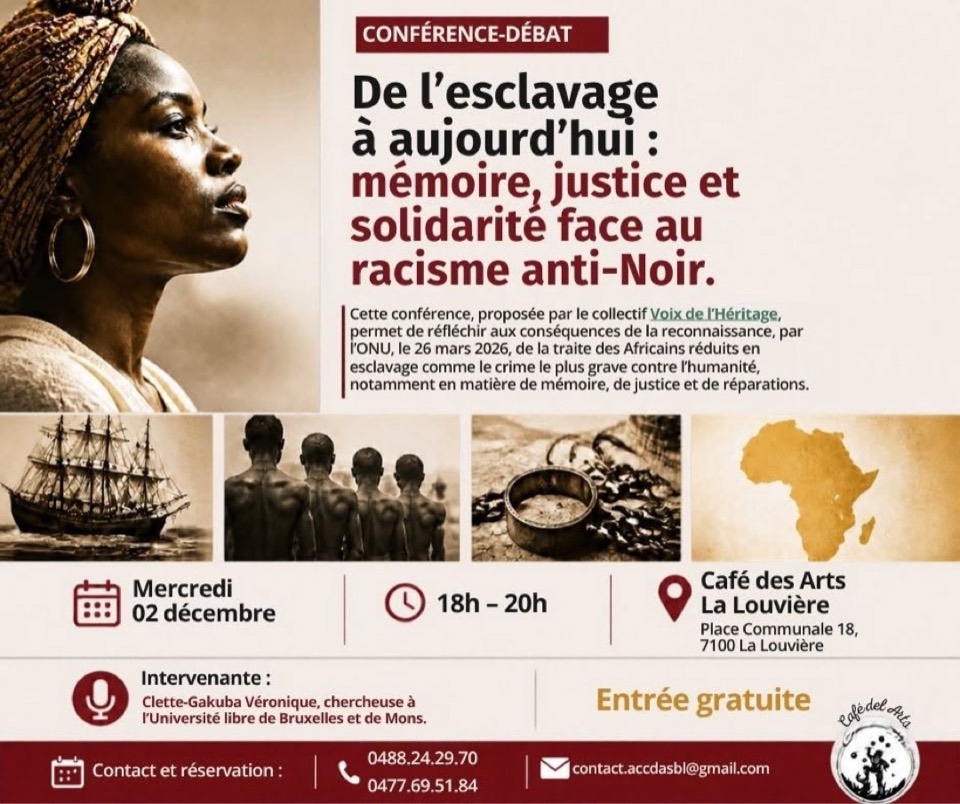 CONFÉRENCE-DÉBAT
De l'esclavage
à aujourd'hui :
mémoire, justice et
solidarité face au
racisme anti-Noir.
Cette conférence, proposée par le collectif Voix de l'Héritage,
permet de réfléchir aux conséquences de la reconnaissance, par
l'ONU, le 26 mars 2026, de la traite des Africains réduits en
esclavage comme le crime le plus grave contre l'humanité,
notamment en matière de mémoire, de justice et de réparations.
Mercredi
02 décembre
18h – 20h
Café des Arts
La Louvière
Place Communale 18,
7100 La Louvière
Intervenante :
Clette-Gakuba Véronique, chercheuse à
l'Université libre de Bruxelles et de Mons.
Entrée gratuite
Café del Arts
Contact et réservation :
0488.24.29.70
0477.69.51.84
contact.accdasbl@gmail.com